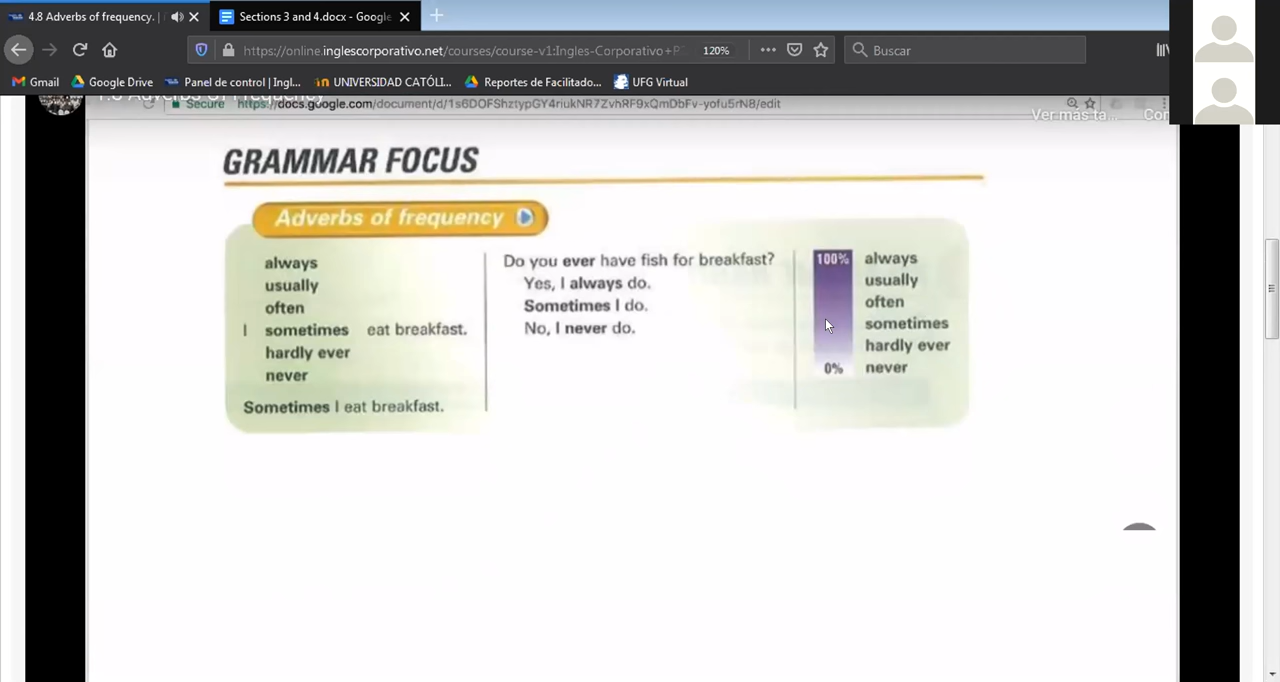 4.8 Adverbs of frequency. |
Sections 3 and 4.docx - Google
https://online.inglescorporativo.net/courses/course-v1:Ingles-Corporativo+P
120%
Buscar
Gmail
Google Drive
Panel de control | Ingl...
UNIVERSIDAD CATÓLI...
Reportes de Facilitado...
UFG Virtual
Secure https://docs.google.com/document/d/1s6DOFShztypGY4riukNR7ZvhRF9xQmDbFv-yofu5rN8/edit
Ver más ta...
GRAMMAR FOCUS
Adverbs of frequency
always
usually
often
I sometimes eat breakfast.
hardly ever
never
Sometimes I eat breakfast.
Do you ever have fish for breakfast?
Yes, I always do.
Sometimes I do.
No, I never do.
100% always
usually
often
sometimes
hardly ever
0% never